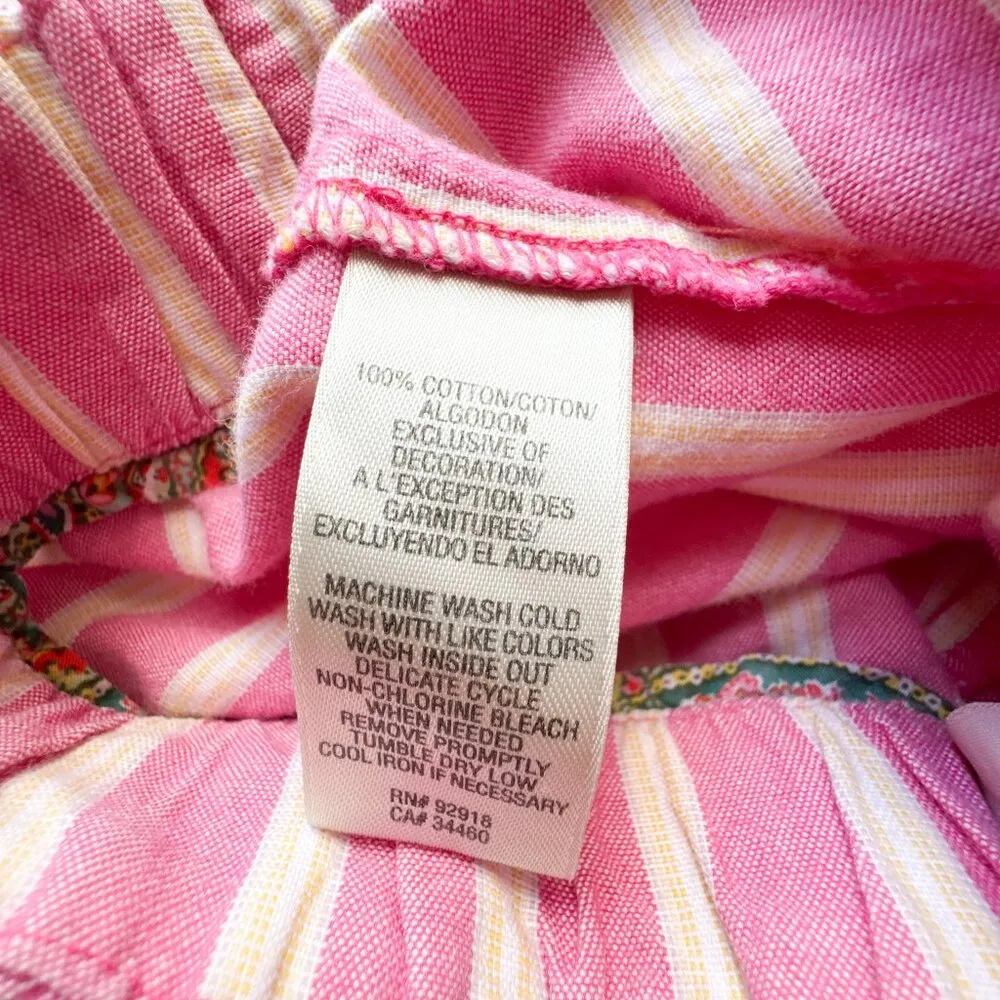 100% COTTON/COTON/
ALGODON
EXCLUSIVE OF
DECORATION/
A L'EXCEPTION DES
GARNITURES/
EXCLUYENDO EL ADORNO
MACHINE WASH COLD
WASH WITH LIKE COLORS
WASH INSIDE OUT
DELICATE CYCLE
NON-CHLORINE BLEACH
WHEN NEEDED
REMOVE PROMPTLY
TUMBLE DRY LOW
COOL IRON IF NECESSARY
RN# 92918
CA# 34460